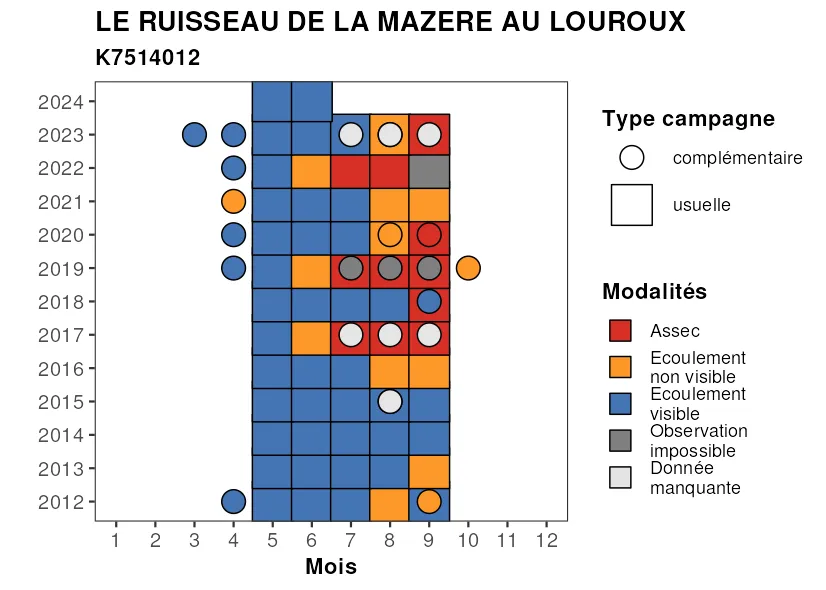 LE RUISSEAU DE LA MAZERE AU LOUROUX
K7514012
2024
2023
2022
2021
2020
2019
2018
2017
2016
2015
2014
2013
2012
1 2 3 4 5 6 7 8 9 10 11 12
Mois
Type campagne
complémentaire
usuelle
Modalités
Assec
Ecoulement
non visible
Ecoulement
visible
Observation
impossible
Donnée
manquante